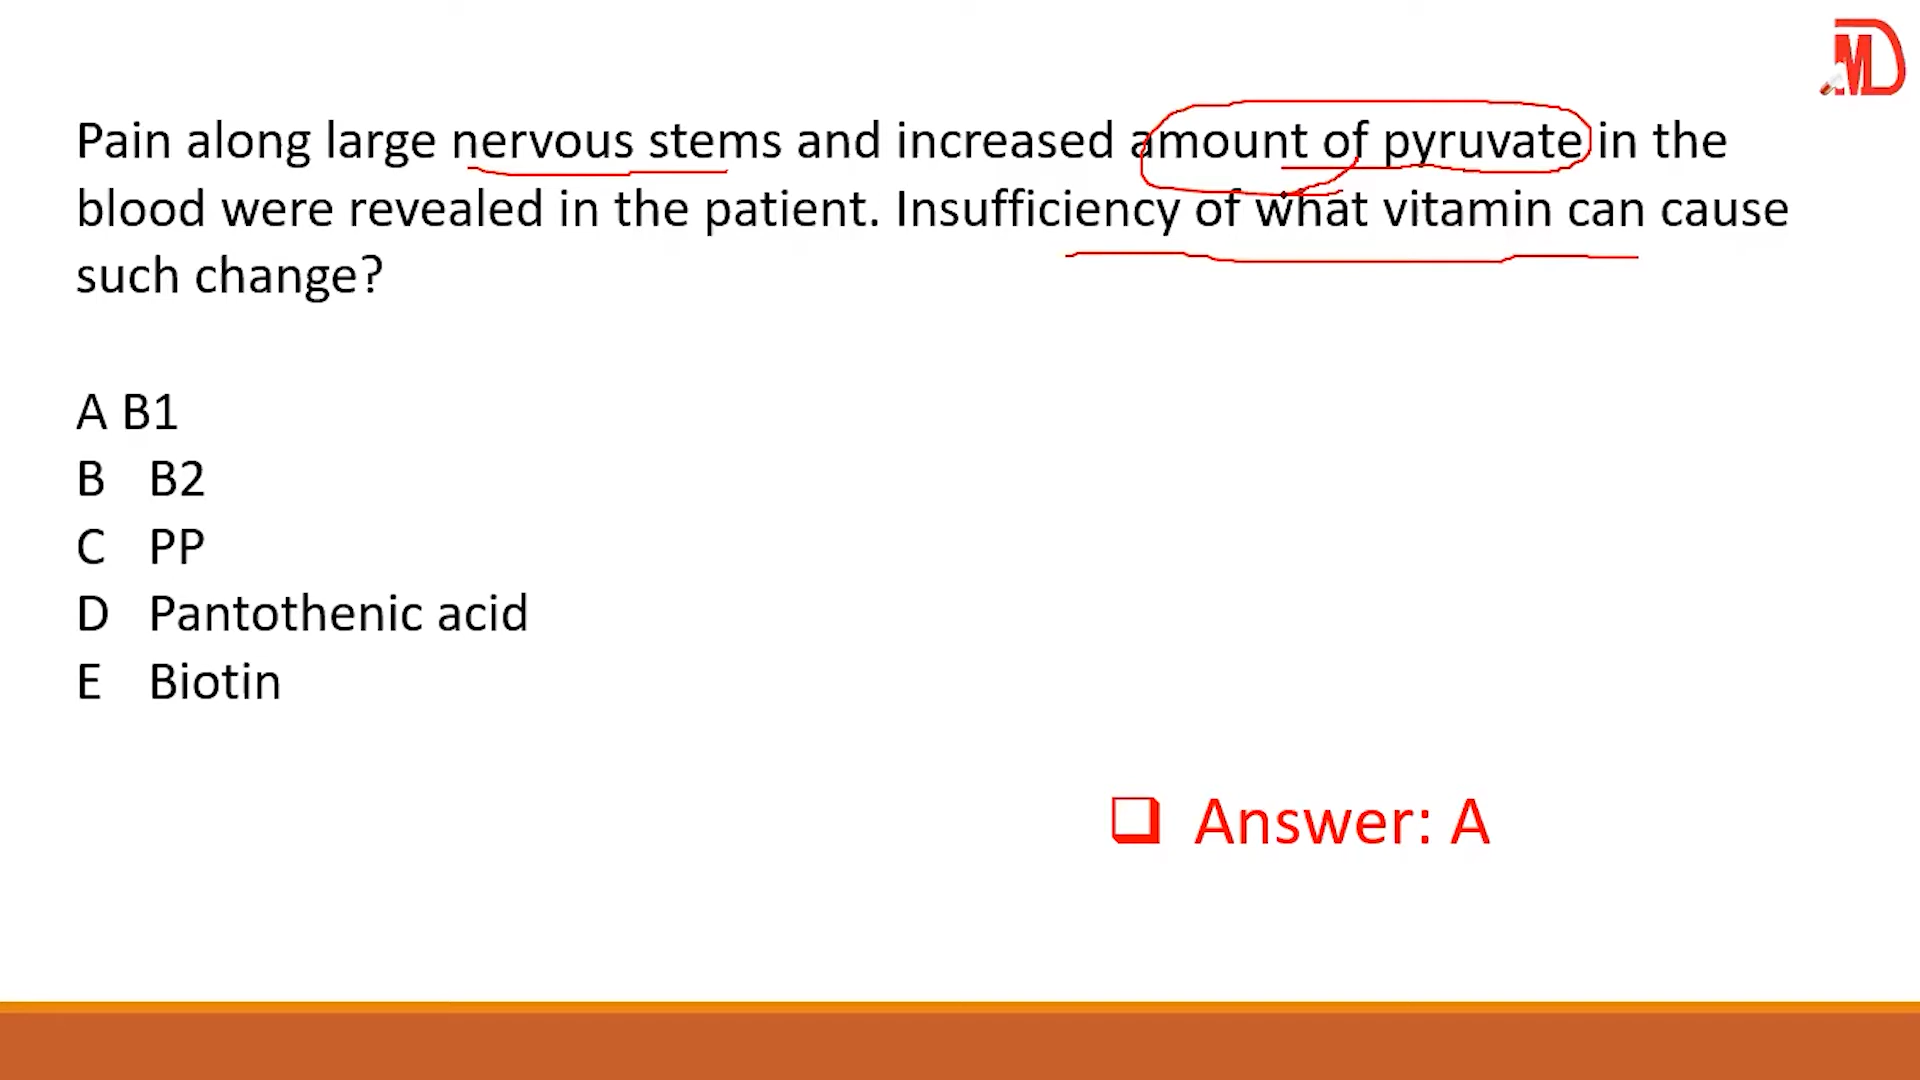 MD
Pain along large nervous stems and increased amount of pyruvate in the
blood were revealed in the patient. Insufficiency of what vitamin can cause
such change?
A B1
B B2
C PP
D Pantothenic acid
E Biotin
Answer: A